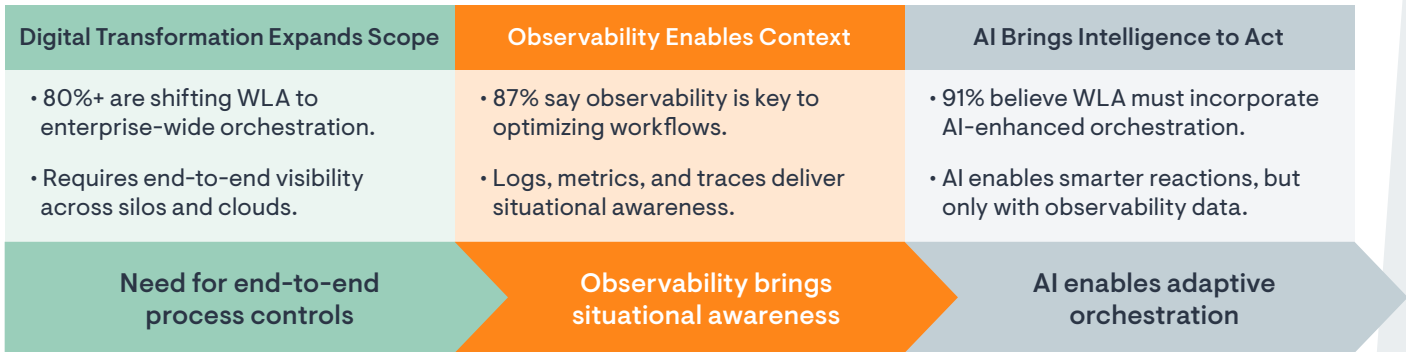 Digital Transformation Expands Scope
• 80%+ are shifting WLA to
enterprise-wide orchestration.
• Requires end-to-end visibility
across silos and clouds.
Need for end-to-end
process controls
Observability Enables Context
• 87% say observability is key to
optimizing workflows.
• Logs, metrics, and traces deliver
situational awareness.
Observability brings
situational awareness
AI Brings Intelligence to Act
• 91% believe WLA must incorporate
AI-enhanced orchestration.
• AI enables smarter reactions, but
only with observability data.
AI enables adaptive
orchestration